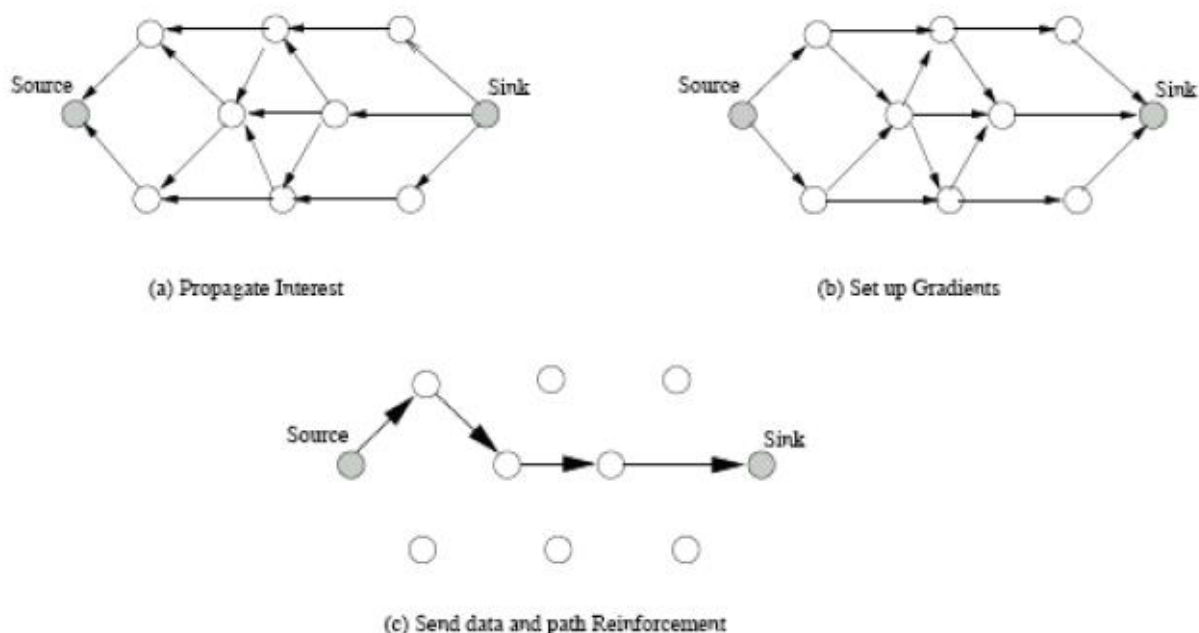 Source
Sink
Source
Sink
(a) Propagate Interest
(b) Set up Gradients
Source
Sink
(c) Send data and path Reinforcement